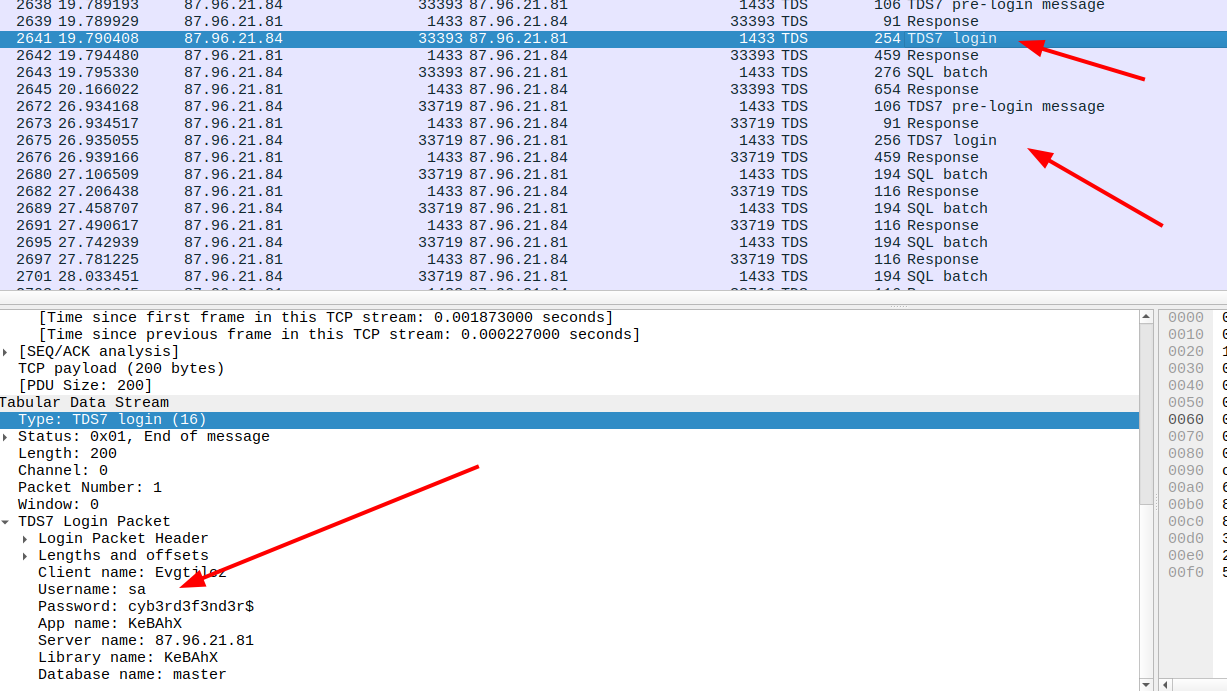 2638 19.789193 87.96.21.84 33393 87.96.21.81 1433 TDS 106 TDS7 pre-login message
2639 19.789929 87.96.21.81 1433 87.96.21.84 33393 TDS 91 Response
2641 19.790408 87.96.21.84 33393 87.96.21.81 1433 TDS 254 TDS7 login
2642 19.794480 87.96.21.81 1433 87.96.21.84 33393 TDS 459 Response
2643 19.795330 87.96.21.84 33393 87.96.21.81 1433 TDS 276 SQL batch
2645 20.166022 87.96.21.81 1433 87.96.21.84 33393 TDS 654 Response
2672 26.934168 87.96.21.84 33719 87.96.21.81 1433 TDS 106 TDS7 pre-login message
2673 26.934517 87.96.21.81 1433 87.96.21.84 33719 TDS 91 Response
2675 26.935055 87.96.21.84 33719 87.96.21.81 1433 TDS 256 TDS7 login
2676 26.939166 87.96.21.81 1433 87.96.21.84 33719 TDS 459 Response
2680 27.106509 87.96.21.84 33719 87.96.21.81 1433 TDS 194 SQL batch
2682 27.206438 87.96.21.81 1433 87.96.21.84 33719 TDS 116 Response
2689 27.458707 87.96.21.84 33719 87.96.21.81 1433 TDS 194 SQL batch
2691 27.490617 87.96.21.81 1433 87.96.21.84 33719 TDS 116 Response
2695 27.742939 87.96.21.84 33719 87.96.21.81 1433 TDS 194 SQL batch
2697 27.781225 87.96.21.81 1433 87.96.21.84 33719 TDS 116 Response
2701 28.033451 87.96.21.84 33719 87.96.21.81 1433 TDS 194 SQL batch
[Time since first frame in this TCP stream: 0.001873000 seconds]
[Time since previous frame in this TCP stream: 0.000227000 seconds]
[SEQ/ACK analysis]
TCP payload (200 bytes)
[PDU Size: 200]
Tabular Data Stream
Type: TDS7 login (16)
Status: 0x01, End of message
Length: 200
Channel: 0
Packet Number: 1
Window: 0
TDS7 Login Packet
Login Packet Header
Lengths and offsets
Client name:
Username: sa
Password: cyb3rd3f3nd3r$
App name: KeBAhX
Server name: 87.96.21.81
Library name: KeBAhX
Database name: master
0000
0010
0020
0030
0040
0050
0060
0070
0080
0090
00a0
00b0
00c0
00d0
00e0
00f0